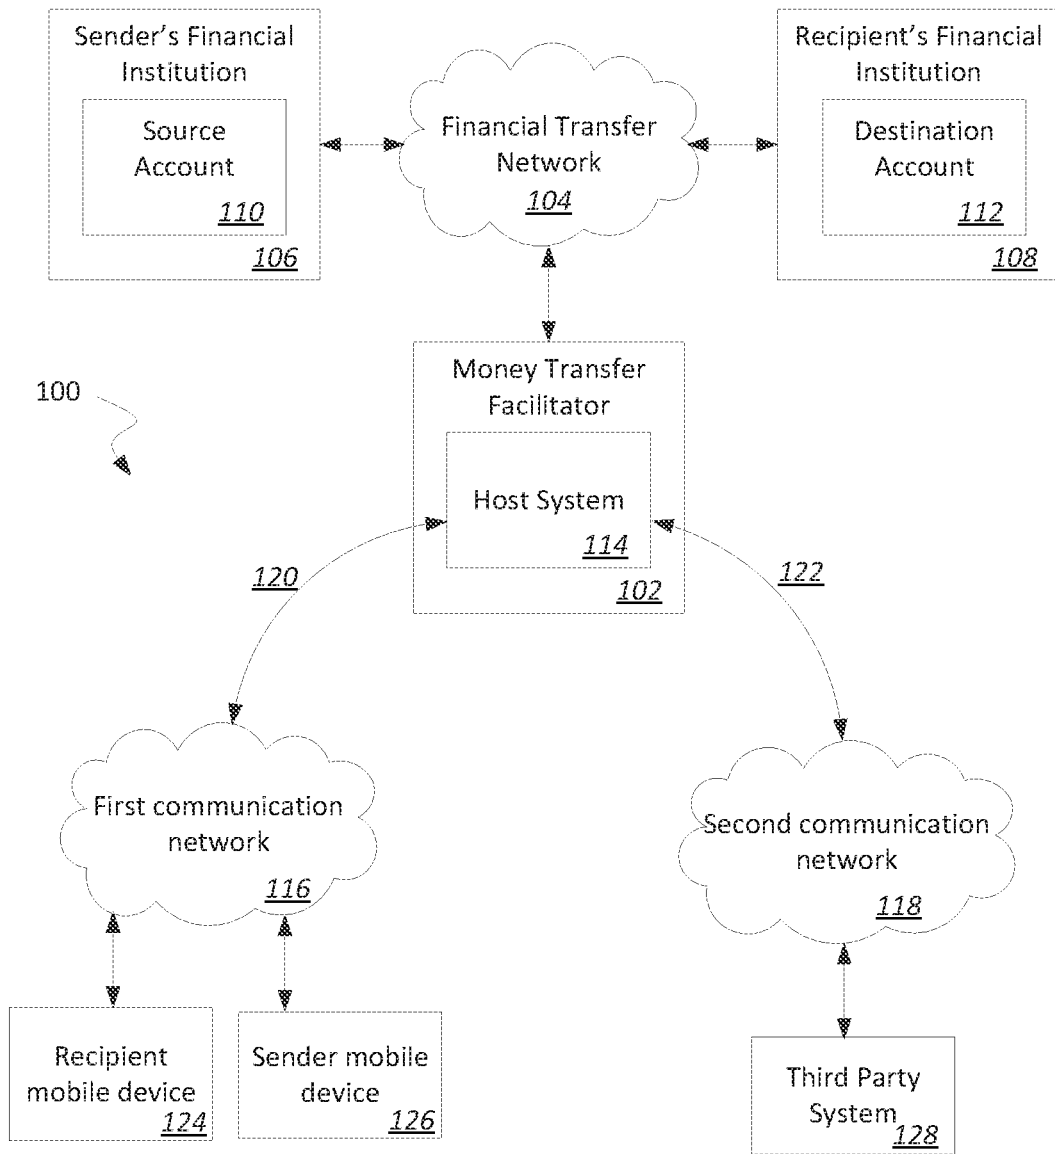 Sender's Financial
Institution
Source
Account
110
106
Financial Transfer
Network
104
Recipient's Financial
Institution
Destination
Account
112
108
100
Money Transfer
Facilitator
Host System
114
102
120
122
First communication
network
116
Second communication
network
118
Recipient
mobile device
124
Sender mobile
device
126
Third Party
System
128